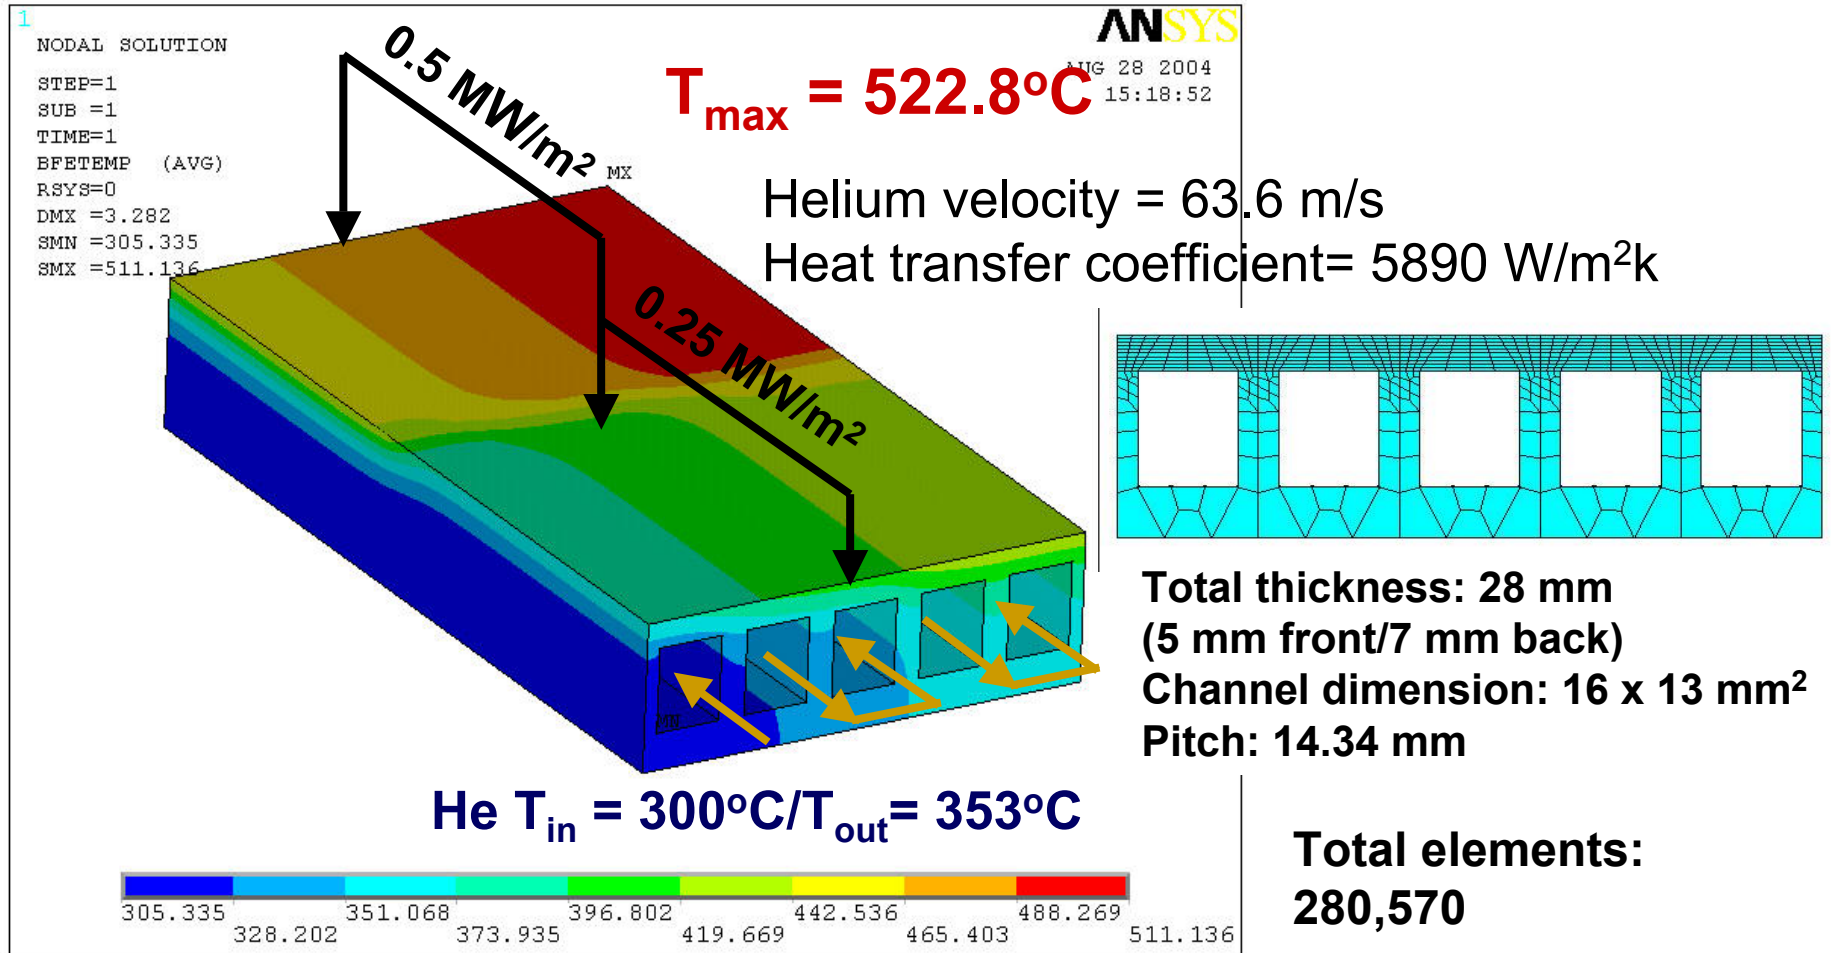 1
ANSYS
NODAL SOLUTION
STEP=1
SUB =1
TIME=1
BFETEMP (AVG)
RSYS=0
DMX =3.282
SMN =305.335
SMX =511.136
AUG 28 2004
15:18:52
Tmax = 522.8oC
0.5 MW/m2
MX
Helium velocity = 63.6 m/s
Heat transfer coefficient= 5890 W/m2k
0.25 MW/m2
Total thickness: 28 mm
(5 mm front/7 mm back)
Channel dimension: 16 x 13 mm2
Pitch: 14.34 mm
MN
He Tin = 300oC/Tout= 353oC
Total elements:
280,570
305.335 351.068 396.802 442.536 488.269
328.202 373.935 419.669 465.403 511.136